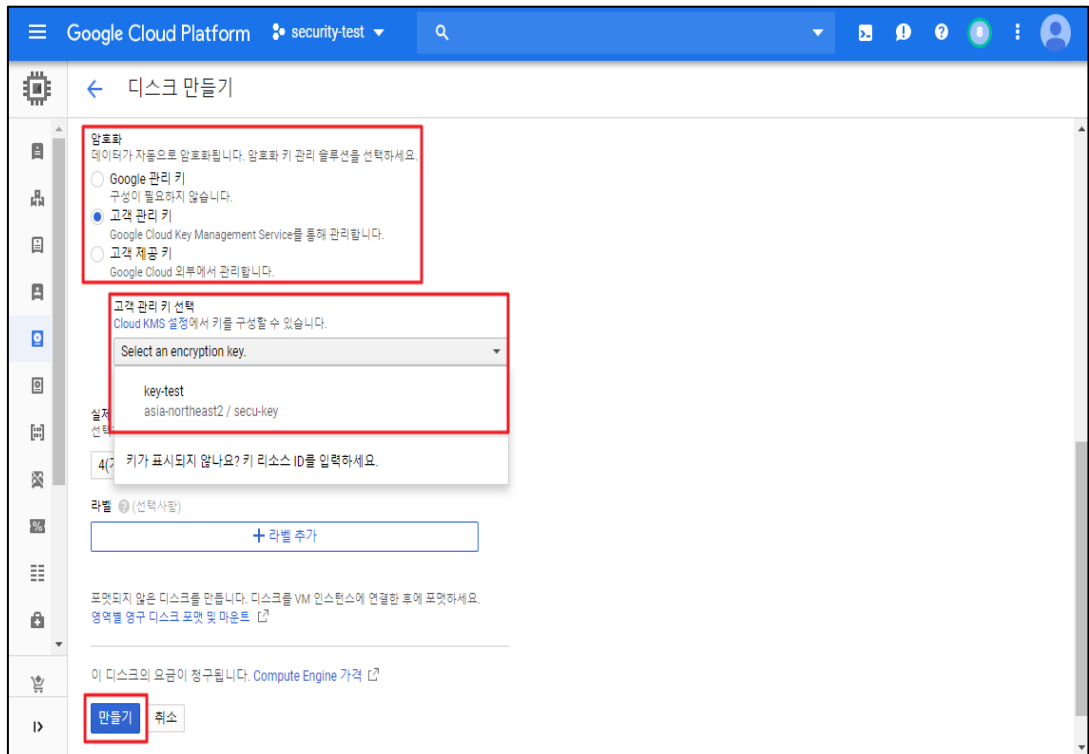 Google Cloud Platform
security-test
8
디스크 만들기
암호화
데이터가 자동으로 암호화됩니다. 암호화 키 관리 솔루션을 선택하세요.
Google 관리 키
구성이 필요하지 않습니다.
고객 관리 키
Google Cloud Key Management Service를 통해 관리합니다.
고객 제공 키
Google Cloud 외부에서 관리합니다.
고객 관리 키 선택
Cloud KMS 설정에서 키를 구성할 수 있습니다.
Select an encryption key.
key-test
asia-northeast2 / secu-key
실제
선택
키가 표시되지 않나요? 키 리소스 ID를 입력하세요.
라벨 (선택사항)
+ 라벨 추가
포맷되지 않은 디스크를 만듭니다. 디스크를 VM 인스턴스에 연결한 후에 포맷하세요.
영역별 영구 디스크 포맷 및 마운트
이 디스크의 요금이 청구됩니다. Compute Engine 가격
만들기 취소